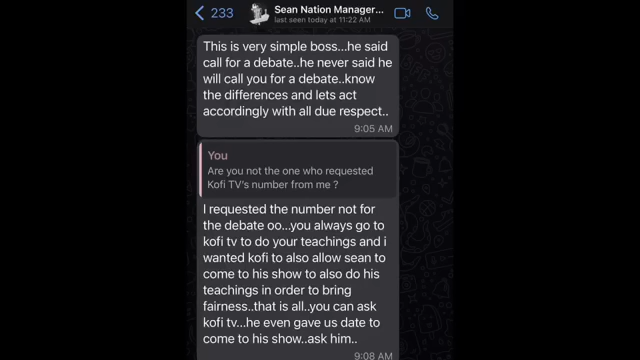 233
Sean Nation Manager...
last seen today at 11:22 AM
This is very simple boss...he said
call for a debate..he never said he
will call you for a debate..know
the differences and lets act
accordingly with all due respect..
9:05 AM
You
Are you not the one who requested
Kofi TV's number from me ?
I requested the number not for
the debate oo...you always go to
kofi tv to do your teachings and i
wanted kofi to also allow sean to
come to his show to also do his
teachings in order to bring
fairness..that is all..you can ask
kofi tv...he even gave us date to
come to his show..ask him..
9:08 AM